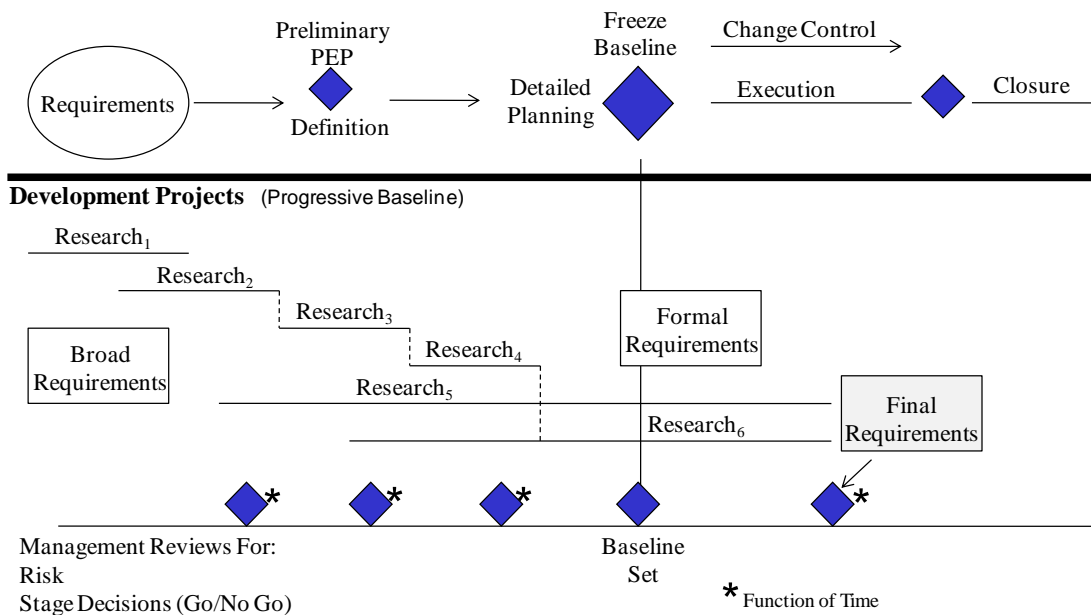 Requirements
Preliminary
PEP
Definition
Detailed
Planning
Freeze
Baseline
Change Control
Execution
Closure
Development Projects (Progressive Baseline)
Research₁
Research₂
Research₃
Research₄
Research₅
Research₆
Broad
Requirements
Formal
Requirements
Final
Requirements
*
*
*
*
Management Reviews For:
Risk
Stage Decisions (Go/No Go)
Baseline
Set
* Function of Time